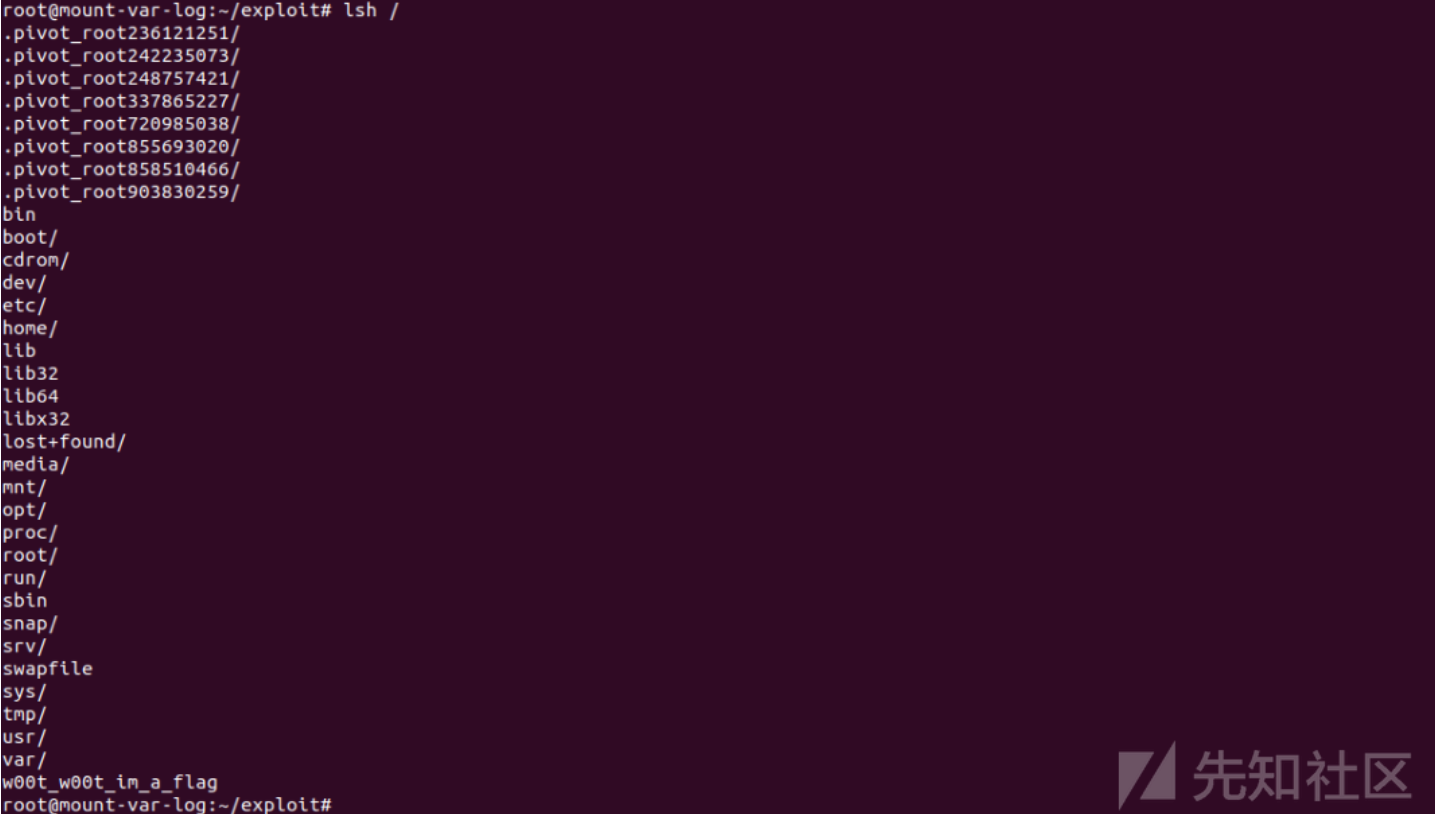 root@mount-var-log:~/exploit# lsh /
.pivot_root236121251/
.pivot_root242235073/
.pivot_root248757421/
.pivot_root337865227/
.pivot_root720985038/
.pivot_root855693020/
.pivot_root858510466/
.pivot_root903830259/
bin
boot/
cdrom/
dev/
etc/
home/
lib
lib32
lib64
libx32
lost+found/
media/
mnt/
opt/
proc/
root/
run/
sbin
snap/
srv/
swapfile
sys/
tmp/
usr/
var/
w00t_w00t_im_a_flag
root@mount-var-log:~/exploit#
先知社区